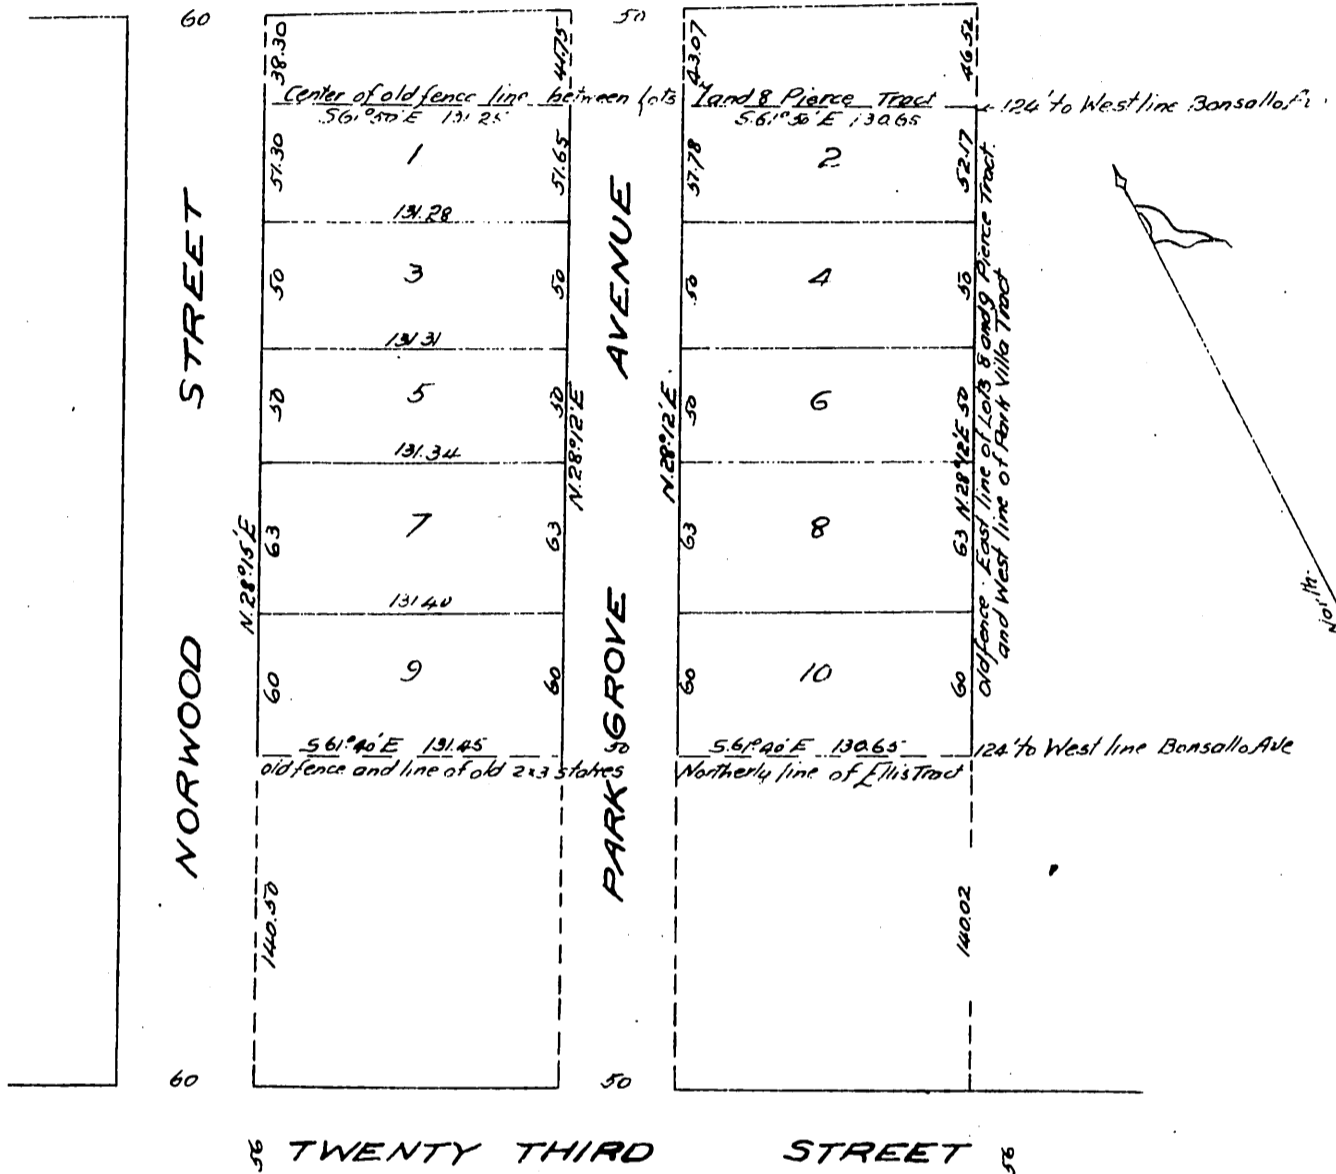 60
50
38.30
41.75
43.07
46.52
Center of old fence line between lots 7 and 8 Pierce Tract
124' to West line Bonsallo
S.61°50'E 131.25
S.61°50'E 130.65
51.30
1
51.65
51.78
2
52.17
131.28
50
3
50
50
4
50
131.31
50
5
50
50
6
50
131.34
63
7
63
63
8
63
131.40
60
9
60
60
10
60
N.28°15'E
N.28°12'E
N.28°12'E
N.28°12'E
old fence. East line of Lots 8 and 9 Pierce Tract.
and West line of Park Villa Tract
North
S61°40'E 131.45
50
S.61°40'E 130.65
124' to West line Bonsallo Ave
old fence and line of old 2x3 stakes
Northerly line of Ellis Tract
140.50
140.02
NORWOOD STREET
PARK GROVE AVENUE
60
50
56
TWENTY THIRD STREET
56